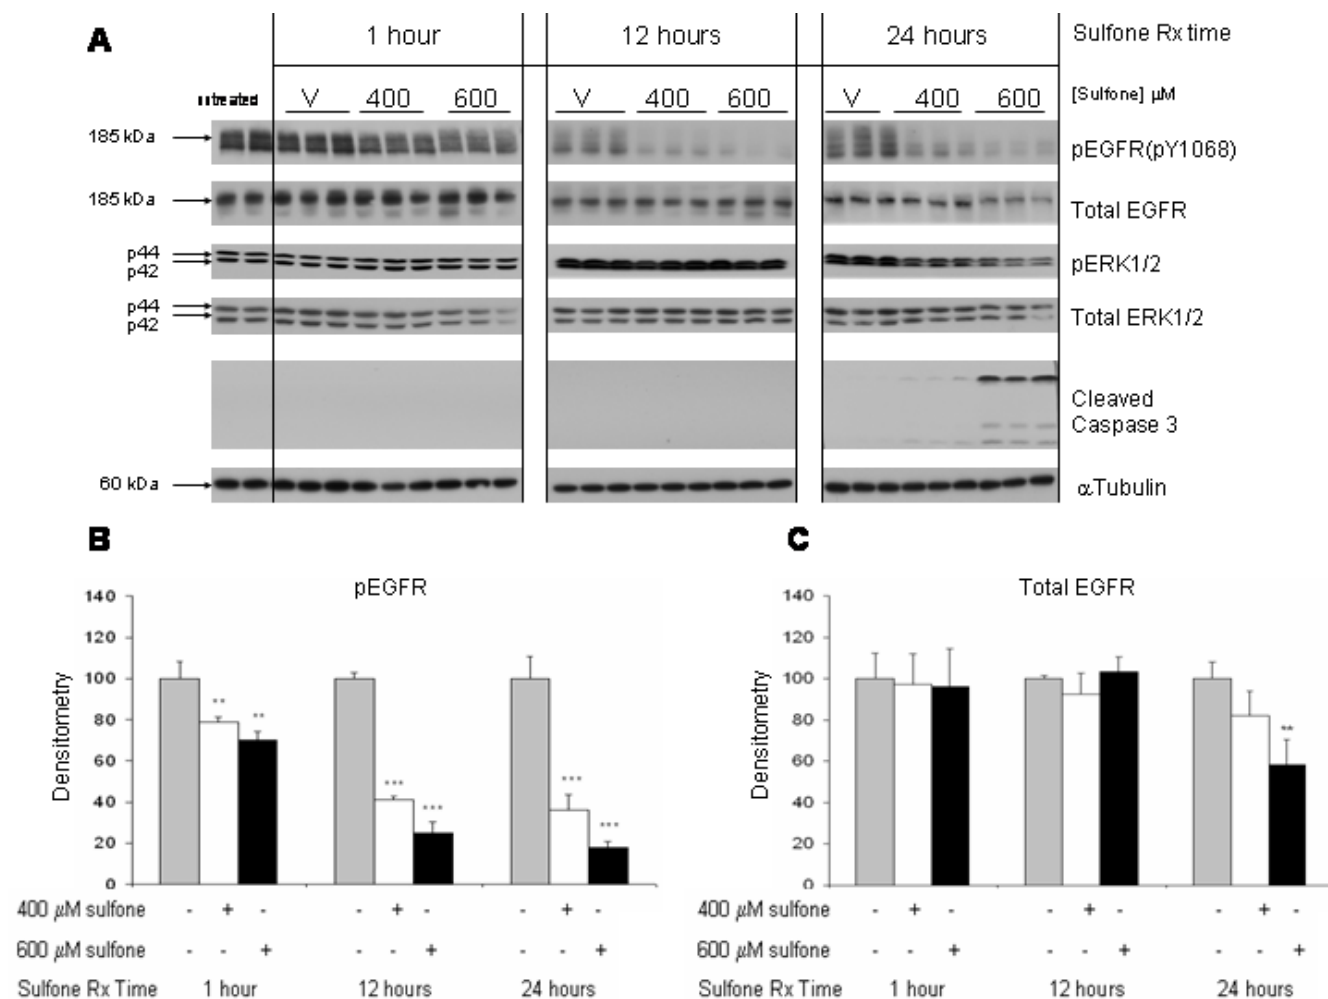 A
1 hour 12 hours 24 hours Sulfone Rx time
V 400 600 V 400 600 V 400 600 [Sulfone] µM
185 kDa pEGFR(pY1068)
185 kDa Total EGFR
p44
p42 pERK1/2
p44
p42 Total ERK1/2
Cleaved
Caspase 3
60 kDa αTubulin
B
pEGFR
Densitometry
140
120
100
80
60
40
20
0
** ** *** *** *** ***
400 µM sulfone - + - - + - - + -
600 µM sulfone - - + - - + - - +
Sulfone Rx Time 1 hour 12 hours 24 hours
C
Total EGFR
Densitometry
140
120
100
80
60
40
20
0
**
400 µM sulfone - + - - + - - + -
600 µM sulfone - - + - - + - - +
Sulfone Rx Time 1 hour 12 hours 24 hours